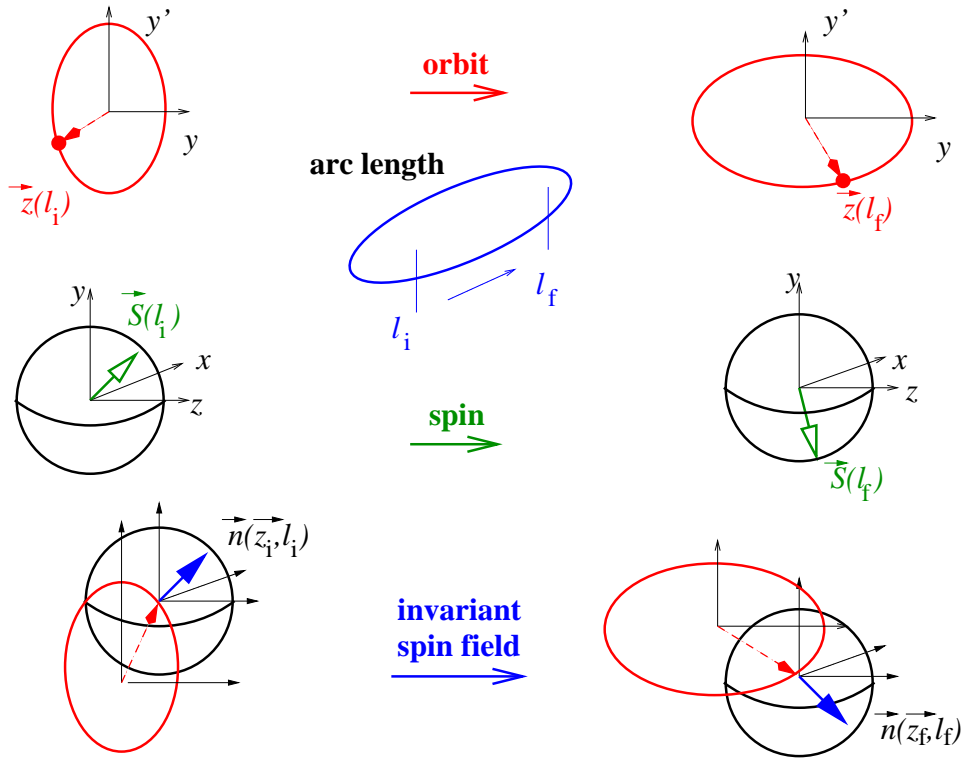 y’
y
z(l_i)
orbit
y’
y
z(l_f)
arc length
l_i
l_f
y
S(l_i)
x
z
spin
y
x
z
S(l_f)
n(z_i,l_i)
invariant
spin field
n(z_f,l_f)